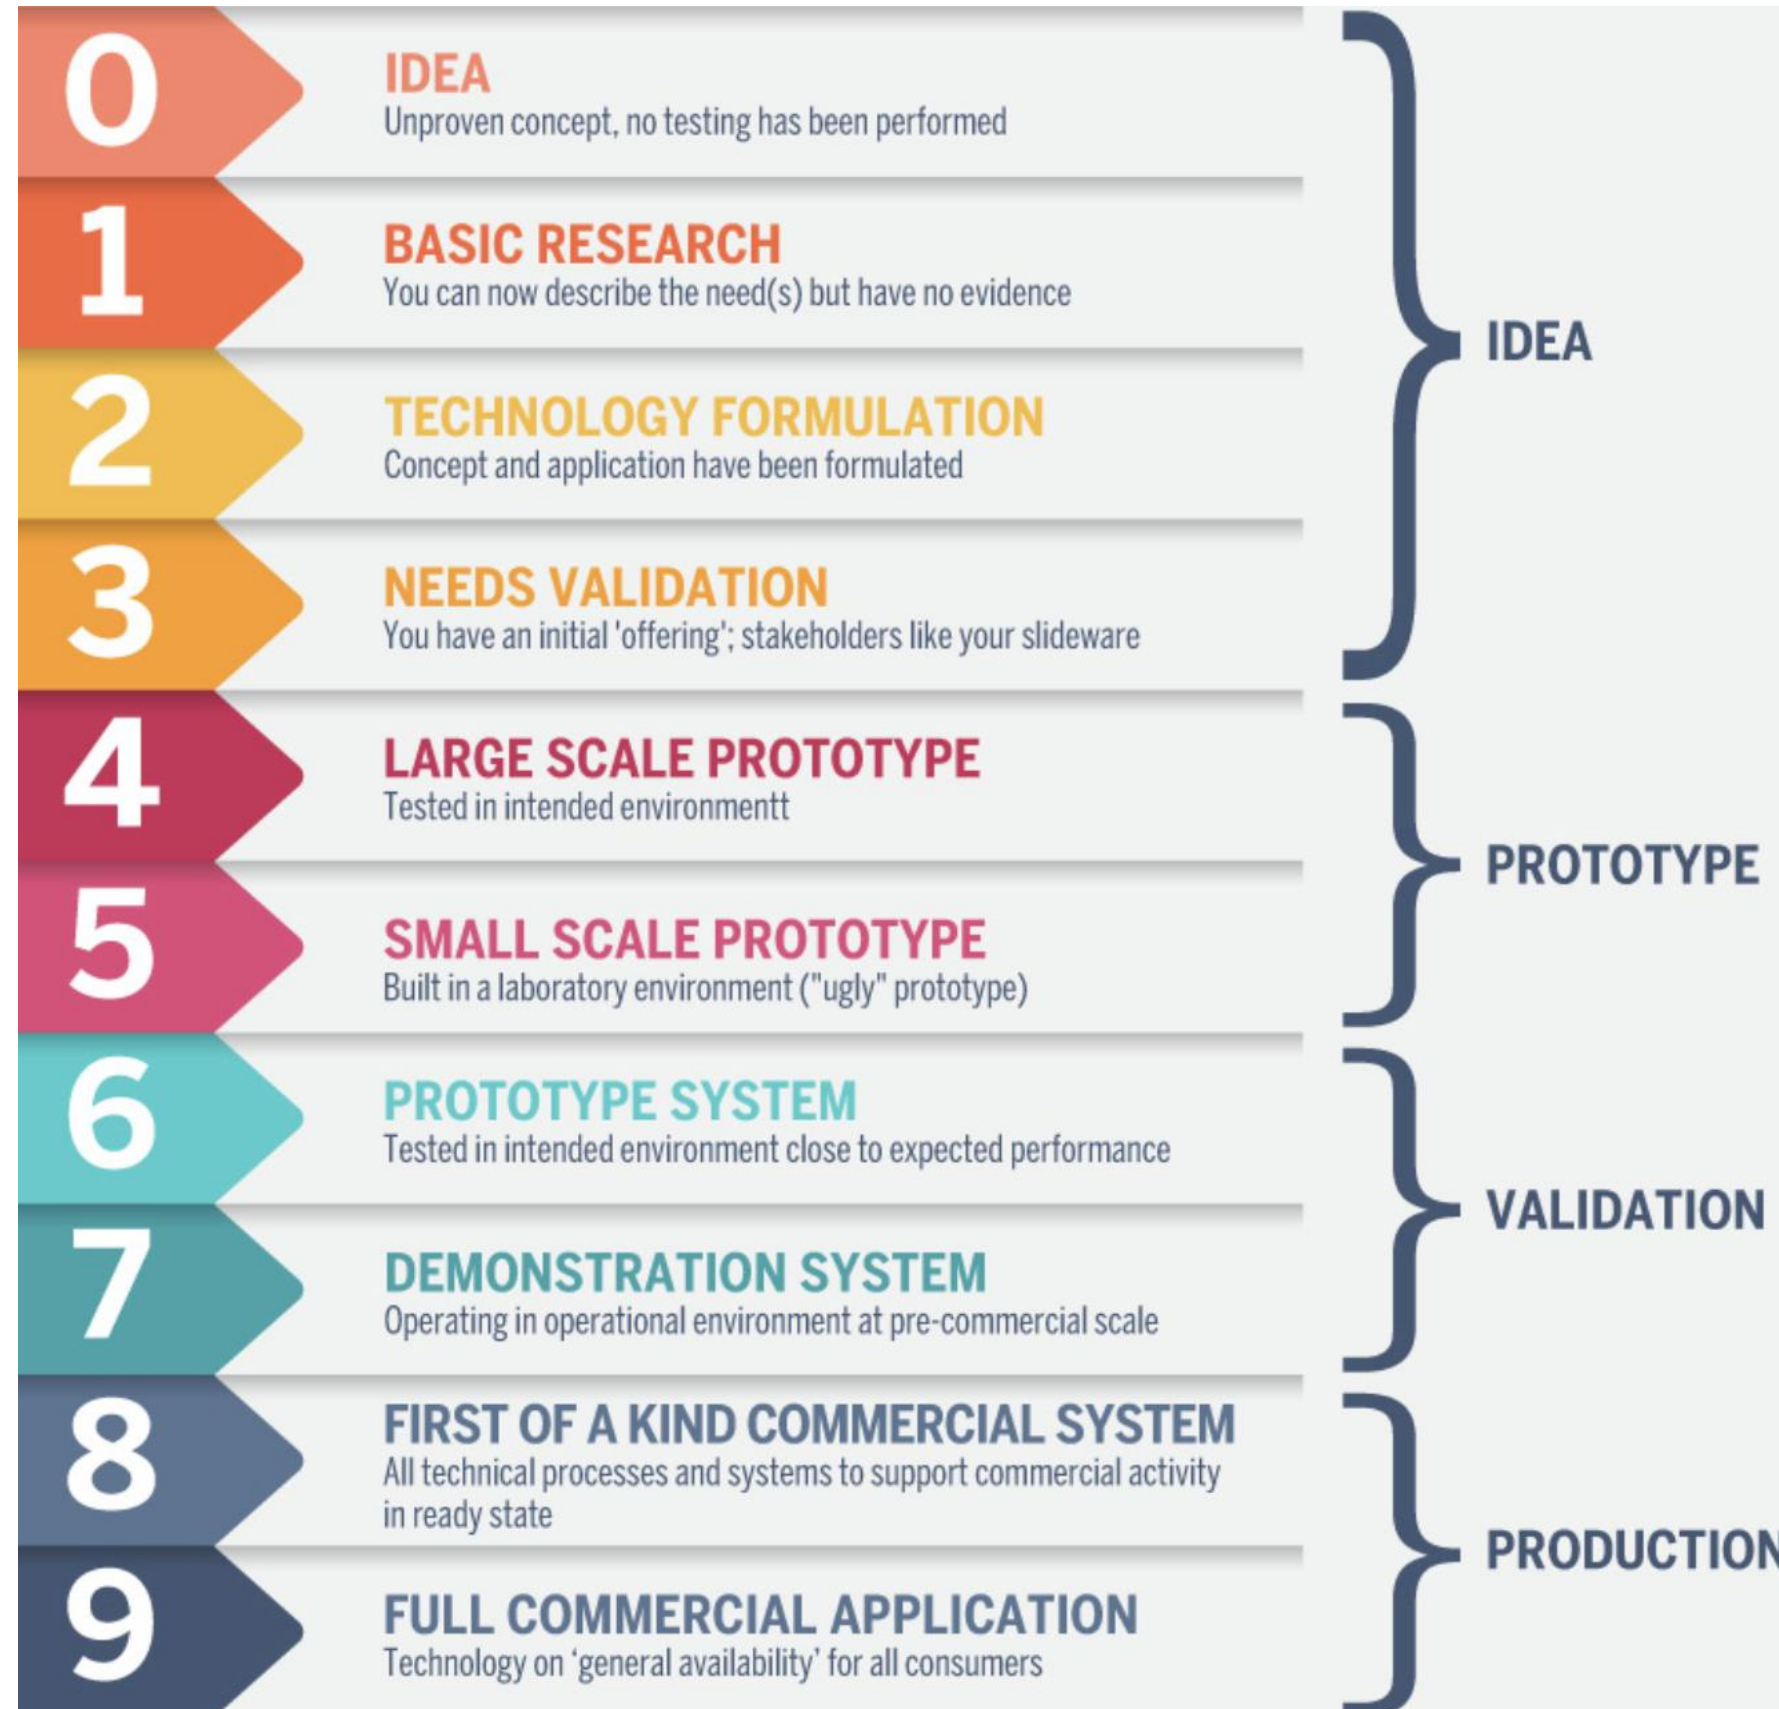 0
IDEA
Unproven concept, no testing has been performed
1
BASIC RESEARCH
You can now describe the need(s) but have no evidence
2
TECHNOLOGY FORMULATION
Concept and application have been formulated
3
NEEDS VALIDATION
You have an initial 'offering'; stakeholders like your slideware
IDEA
4
LARGE SCALE PROTOTYPE
Tested in intended environmentt
5
SMALL SCALE PROTOTYPE
Built in a laboratory environment ("ugly" prototype)
PROTOTYPE
6
PROTOTYPE SYSTEM
Tested in intended environment close to expected performance
7
DEMONSTRATION SYSTEM
Operating in operational environment at pre-commercial scale
VALIDATION
8
FIRST OF A KIND COMMERCIAL SYSTEM
All technical processes and systems to support commercial activity
in ready state
9
FULL COMMERCIAL APPLICATION
Technology on ‘general availability’ for all consumers
PRODUCTION